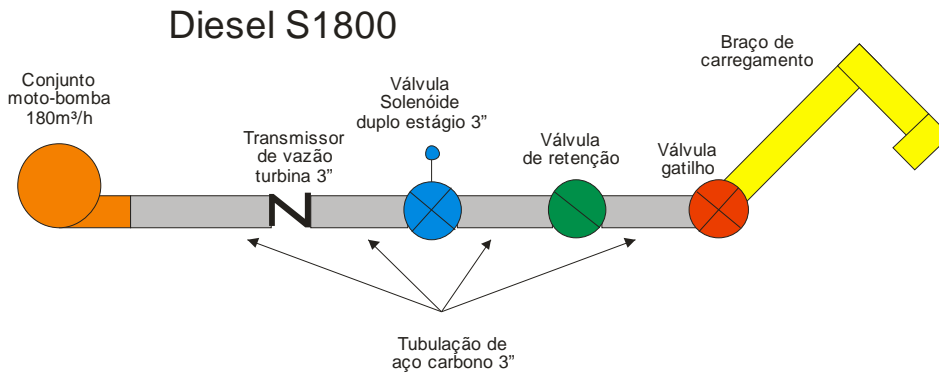 Diesel S1800
Conjunto
moto-bomba
180m³/h
Transmissor
de vazão
turbina 3”
Válvula
Solenóide
duplo estágio 3”
Válvula
de retenção
Válvula
gatilho
Braço de
carregamento
Tubulação de
aço carbono 3”